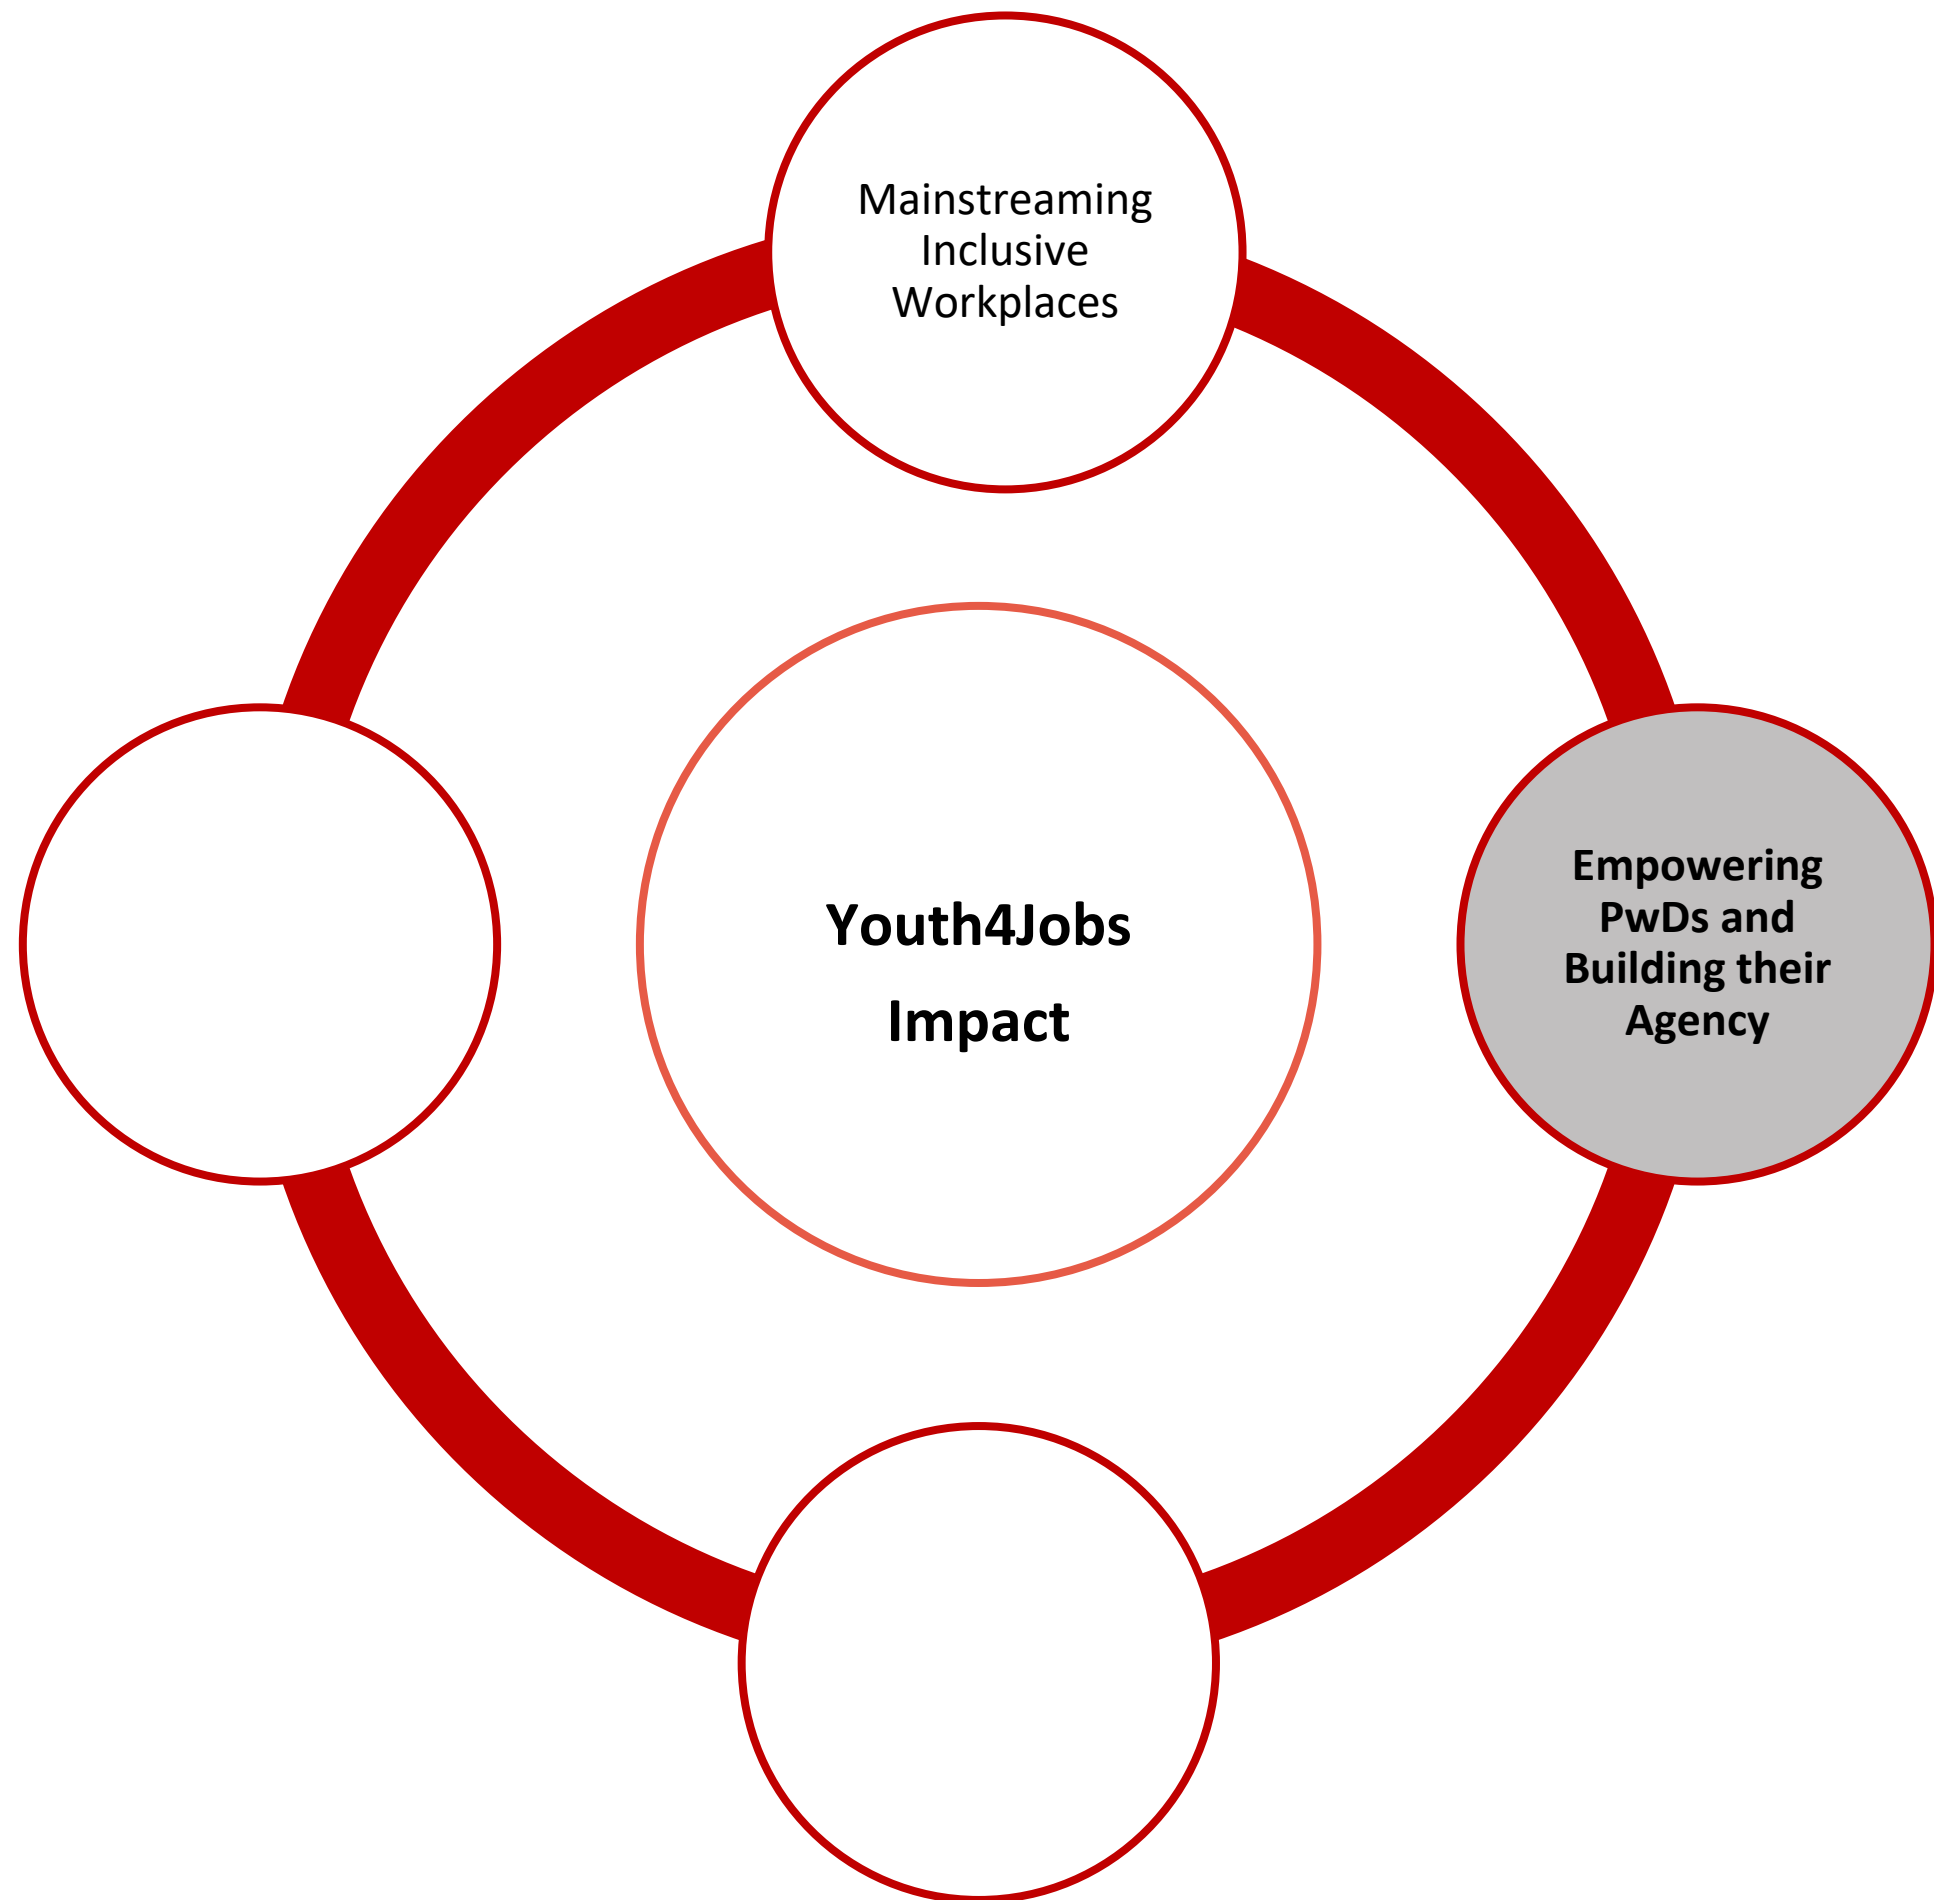 Mainstreaming
Inclusive
Workplaces
Youth4Jobs
Impact
Empowering
PwDs and
Building their
Agency